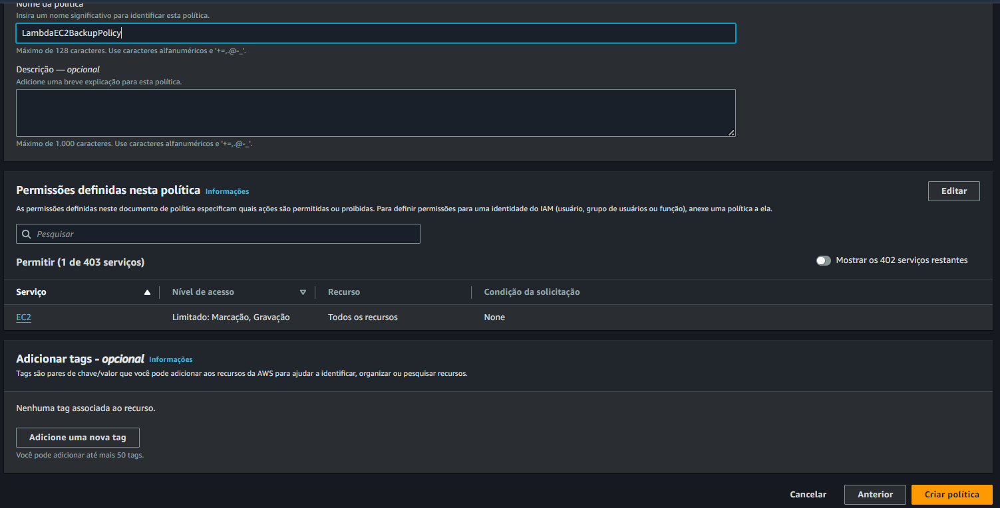 Nome da política
Insira um nome significativo para identificar esta política.
LambdaEC2BackupPolicy
Máximo de 128 caracteres. Use caracteres alfanuméricos e '+=,.@-_'.
Descrição — opcional
Adicione uma breve explicação para esta política.
Máximo de 1.000 caracteres. Use caracteres alfanuméricos e '+=,.@-_'.
Permissões definidas nesta política Informações
Editar
As permissões definidas neste documento de política especificam quais ações são permitidas ou proibidas. Para definir permissões para uma identidade do IAM (usuário, grupo de usuários ou função), anexe uma política a ela.
Pesquisar
Permitir (1 de 403 serviços)
Mostrar os 402 serviços restantes
Serviço Nível de acesso Recurso Condição da solicitação
EC2 Limitado: Marcação, Gravação Todos os recursos None
Adicionar tags - opcional Informações
Tags são pares de chave/valor que você pode adicionar aos recursos da AWS para ajudar a identificar, organizar ou pesquisar recursos.
Nenhuma tag associada ao recurso.
Adicione uma nova tag
Você pode adicionar até mais 50 tags.
Cancelar Anterior Criar política